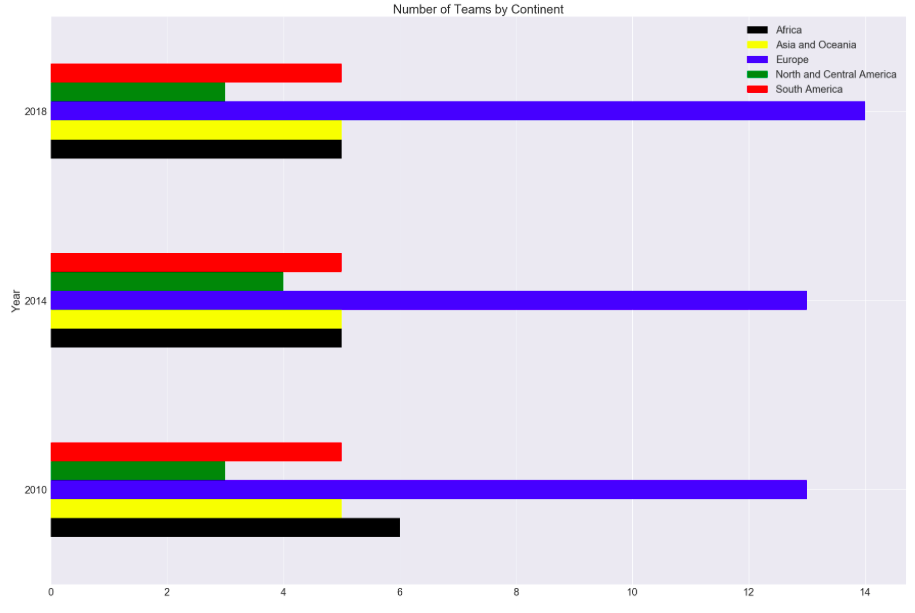 Number of Teams by Continent
Africa
Asia and Oceania
Europe
North and Central America
South America
2018
2014
2010
Year
0 2 4 6 8 10 12 14